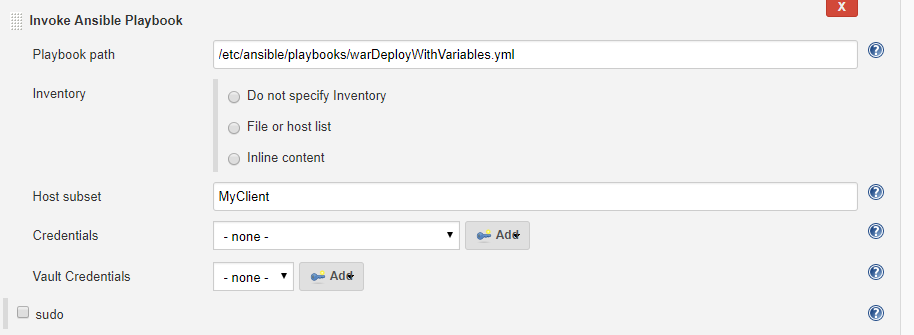 X
Invoke Ansible Playbook
Playbook path
/etc/ansible/playbooks/warDeployWithVariables.yml
?
Inventory
Do not specify Inventory
File or host list
Inline content
Host subset
MyClient
?
Credentials
- none -
Add
?
Vault Credentials
- none -
Add
?
sudo
?